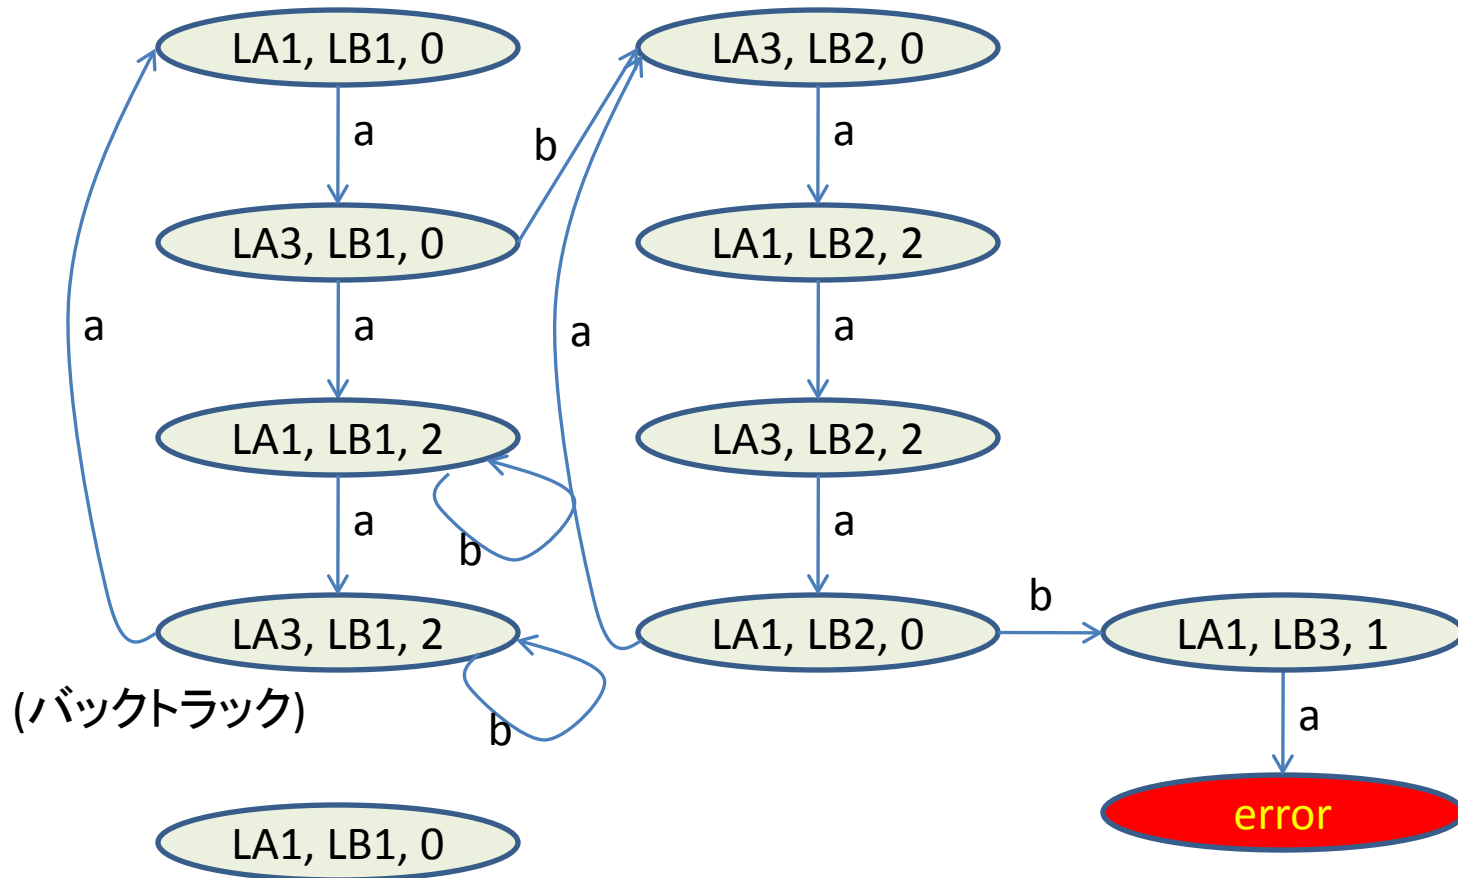 LA1, LB1, 0
LA3, LB2, 0
a
a
b
LA3, LB1, 0
LA1, LB2, 2
a
a
a
a
LA1, LB1, 2
LA3, LB2, 2
a
a
b
b
LA3, LB1, 2
LA1, LB2, 0
LA1, LB3, 1
(バックトラック)
b
a
LA1, LB1, 0
error